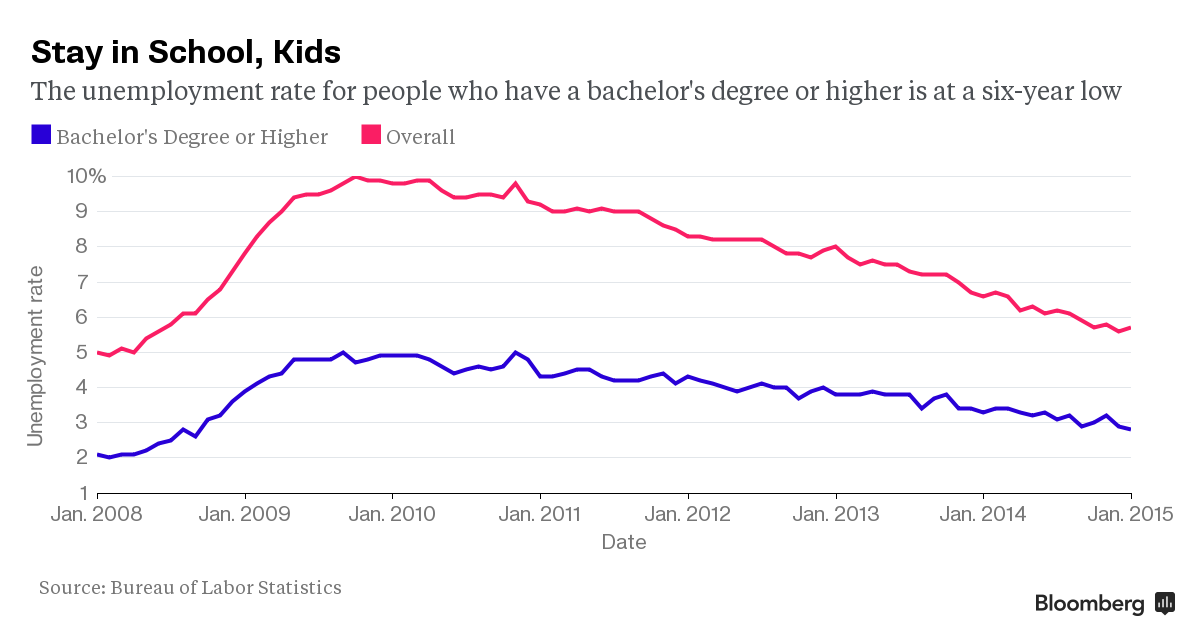 Stay in School, Kids
The unemployment rate for people who have a bachelor's degree or higher is at a six-year low
Bachelor's Degree or Higher Overall
Unemployment rate
10%
9
8
7
6
5
4
3
2
1
Jan. 2008 Jan. 2009 Jan. 2010 Jan. 2011 Jan. 2012 Jan. 2013 Jan. 2014 Jan. 2015
Date
Source: Bureau of Labor Statistics
Bloomberg